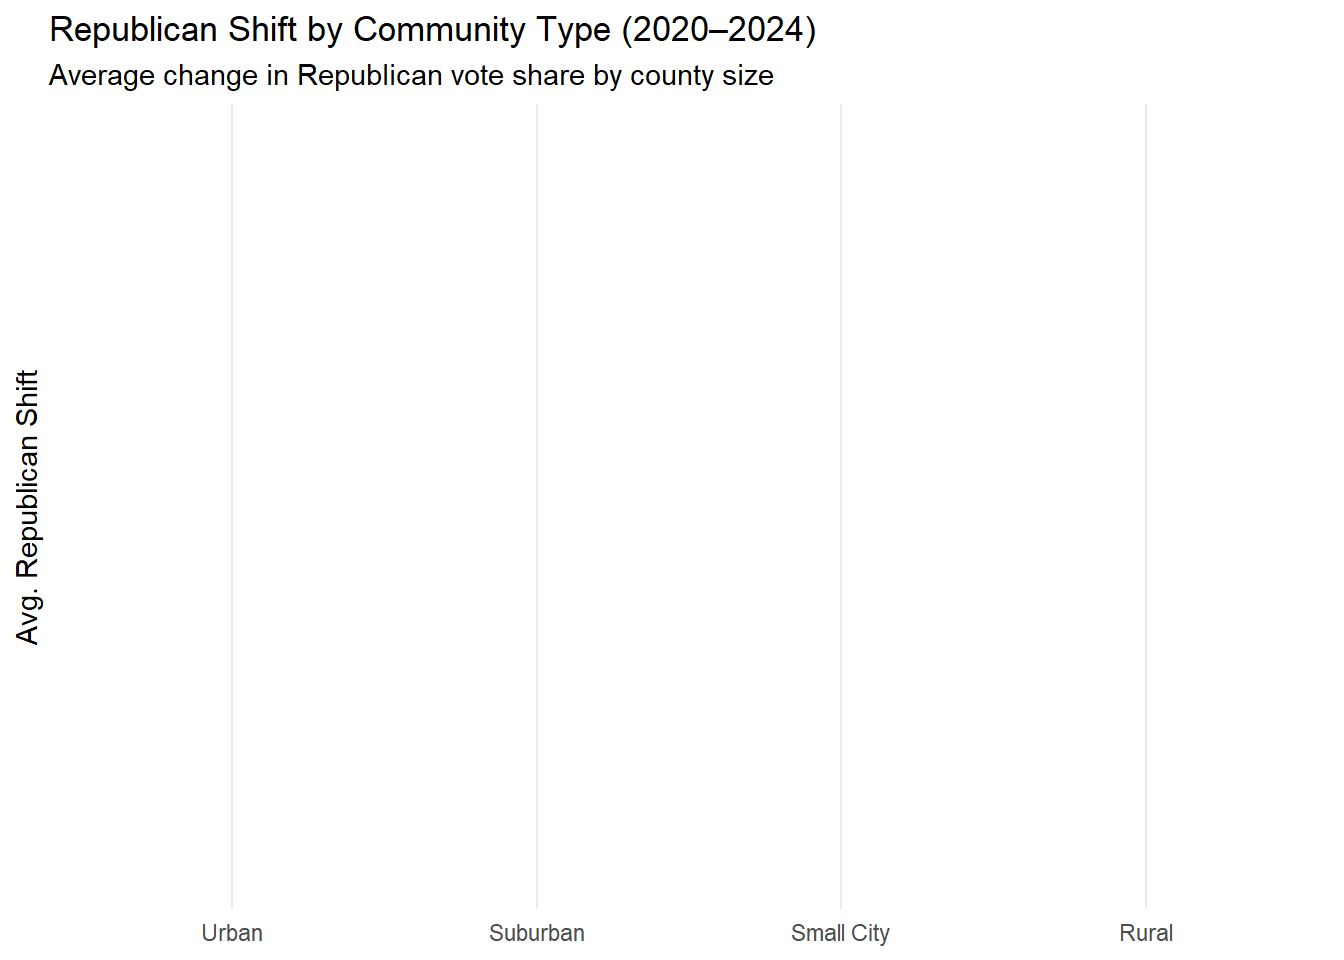 Republican Shift by Community Type (2020–2024)
Average change in Republican vote share by county size
Avg. Republican Shift
Urban
Suburban
Small City
Rural